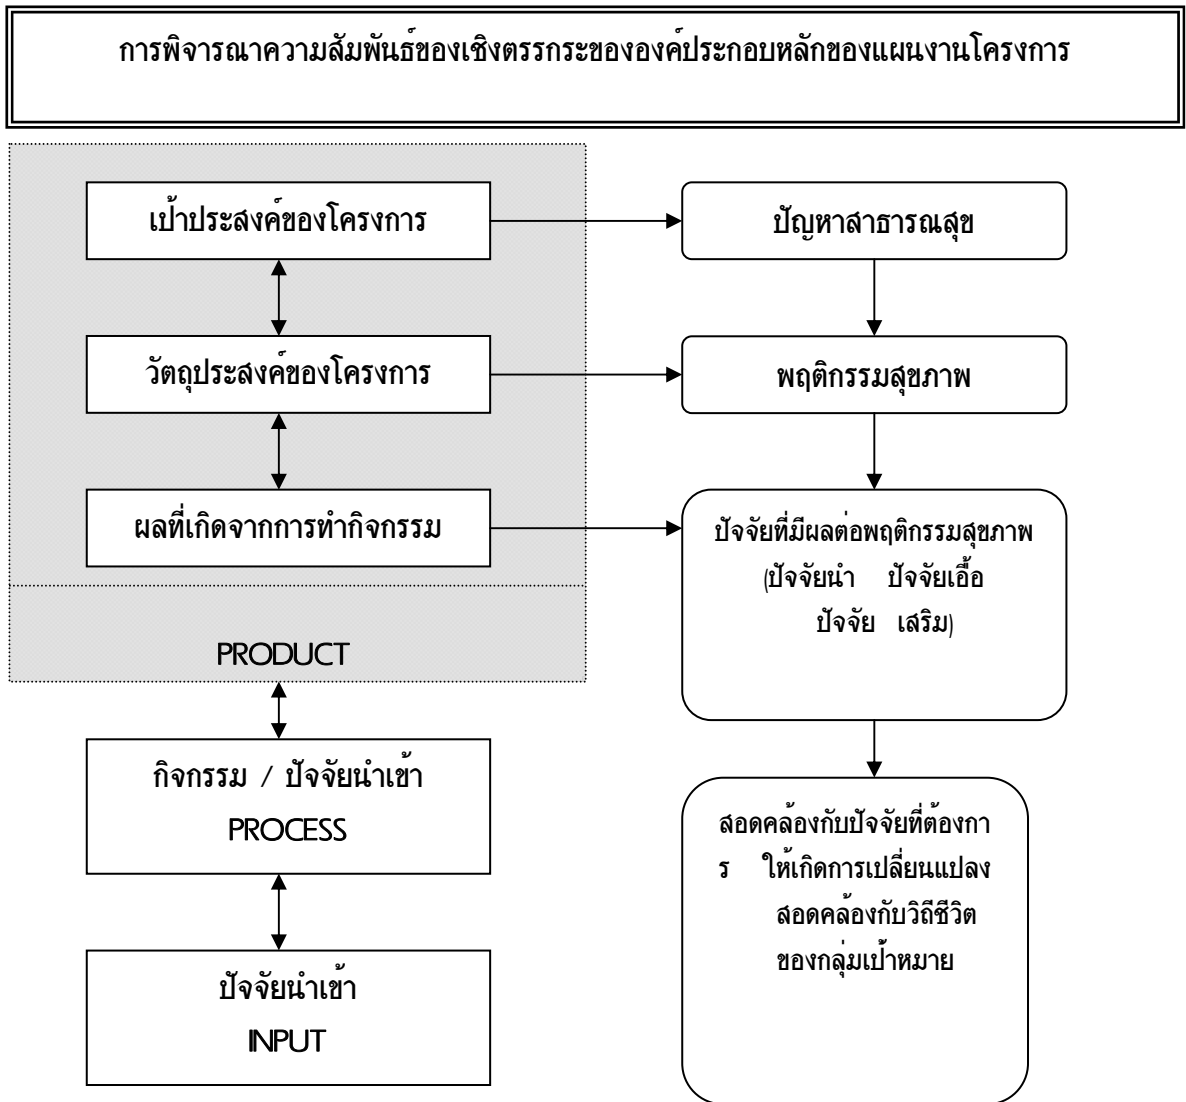 การพิจารณาความสัมพันธ์ของเชิงตรรกระขององค์ประกอบหลักของแผนงานโครงการ
เป้าประสงค์ของโครงการ
ปัญหาสาธารณสุข
วัตถุประสงค์ของโครงการ
พฤติกรรมสุขภาพ
ผลที่เกิดจากการทำกิจกรรม
ปัจจัยที่มีผลต่อพฤติกรรมสุขภาพ
(ปัจจัยนำ ปัจจัยเอื้อ
ปัจจัย เสริม)
PRODUCT
กิจกรรม / ปัจจัยนำเข้า
PROCESS
สอดคล้องกับปัจจัยที่ต้องกา
ร ให้เกิดการเปลี่ยนแปลง
สอดคล้องกับวิถีชีวิต
ของกลุ่มเป้าหมาย
ปัจจัยนำเข้า
INPUT